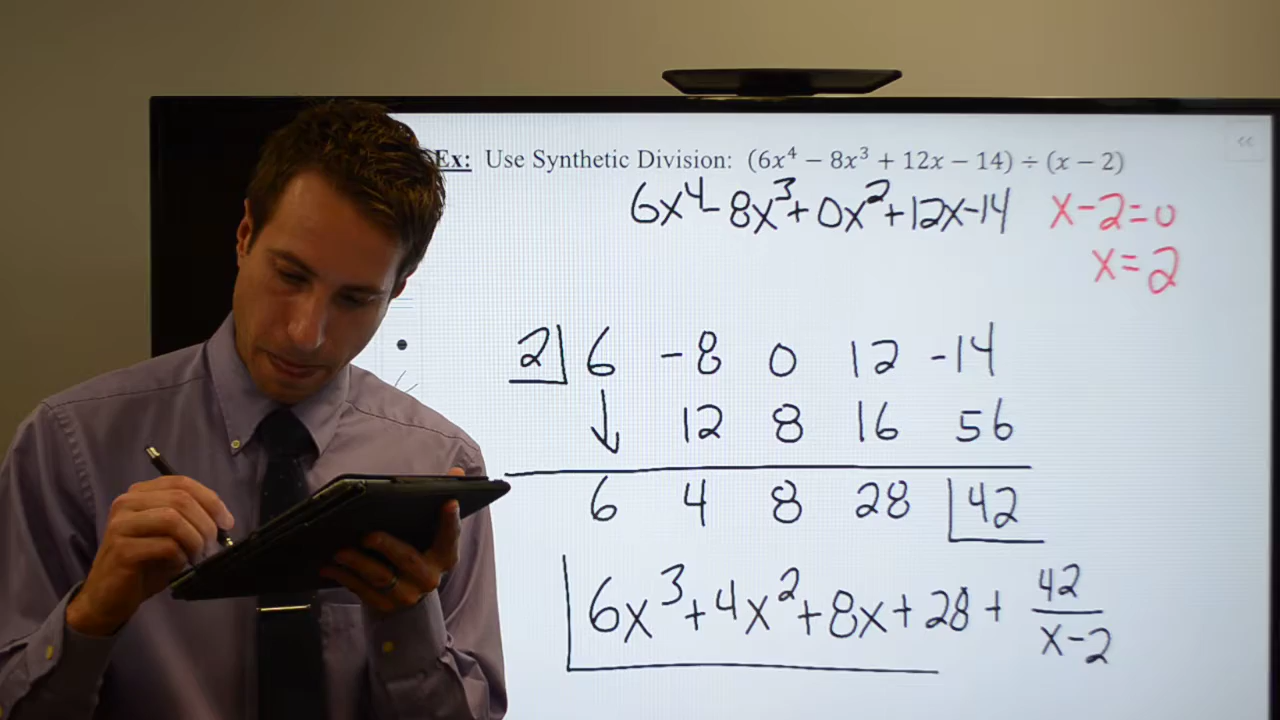 Ex: Use Synthetic Division: (6x⁴ − 8x³ + 12x − 14) ÷ (x − 2)
6x⁴ - 8x³ + 0x² + 12x - 14
x - 2 = 0
x = 2
2 6 -8 0 12 -14
↓ 12 8 16 56
6 4 8 28 42
6x³ + 4x² + 8x + 28 + 42/(x-2)